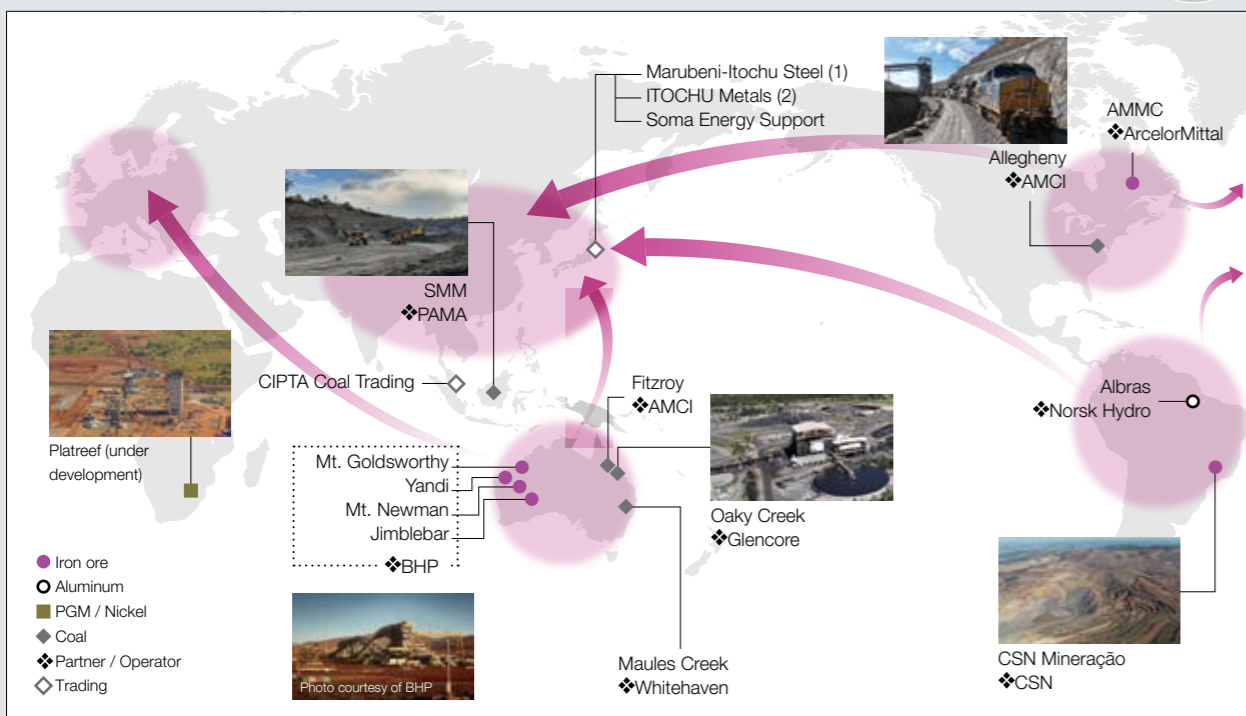 Marubeni-Itochu Steel (1)
ITOCHU Metals (2)
Soma Energy Support
AMMC
❖ArcelorMittal
Allegheny
❖AMCI
SMM
❖PAMA
CIPTA Coal Trading
Fitzroy
❖AMCI
Albras
❖Norsk Hydro
Platreef (under
development)
Mt. Goldsworthy
Yandi
Mt. Newman
Jimblebar
❖BHP
Oaky Creek
❖Glencore
Iron ore
Aluminum
PGM / Nickel
Coal
❖Partner / Operator
Trading
Photo courtesy of BHP
Maules Creek
❖Whitehaven
CSN Mineração
❖CSN